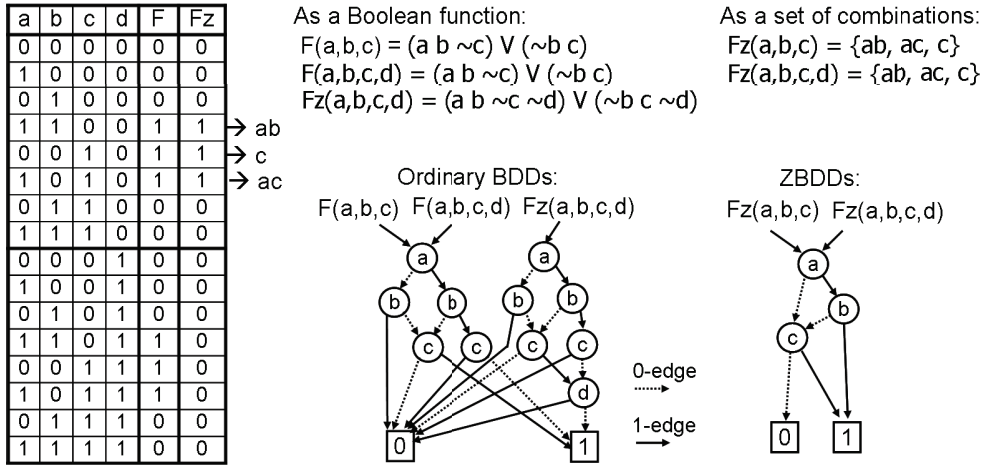 a b c d F Fz
0 0 0 0 0 0
1 0 0 0 0 0
0 1 0 0 0 0
1 1 0 0 1 1 → ab
0 0 1 0 1 1 → c
1 0 1 0 1 1 → ac
0 1 1 0 0 0
1 1 1 0 0 0
0 0 0 1 0 0
1 0 0 1 0 0
0 1 0 1 0 0
1 1 0 1 1 0
0 0 1 1 1 0
1 0 1 1 1 0
0 1 1 1 0 0
1 1 1 1 0 0
As a Boolean function:
F(a,b,c) = (a b ~c) V (~b c)
F(a,b,c,d) = (a b ~c) V (~b c)
Fz(a,b,c,d) = (a b ~c ~d) V (~b c ~d)
As a set of combinations:
Fz(a,b,c) = {ab, ac, c}
Fz(a,b,c,d) = {ab, ac, c}
Ordinary BDDs:
F(a,b,c) F(a,b,c,d) Fz(a,b,c,d)
a a
b b b b
c c c c
d
0 1
0-edge
1-edge
ZBDDs:
Fz(a,b,c) Fz(a,b,c,d)
a
b
c
0 1